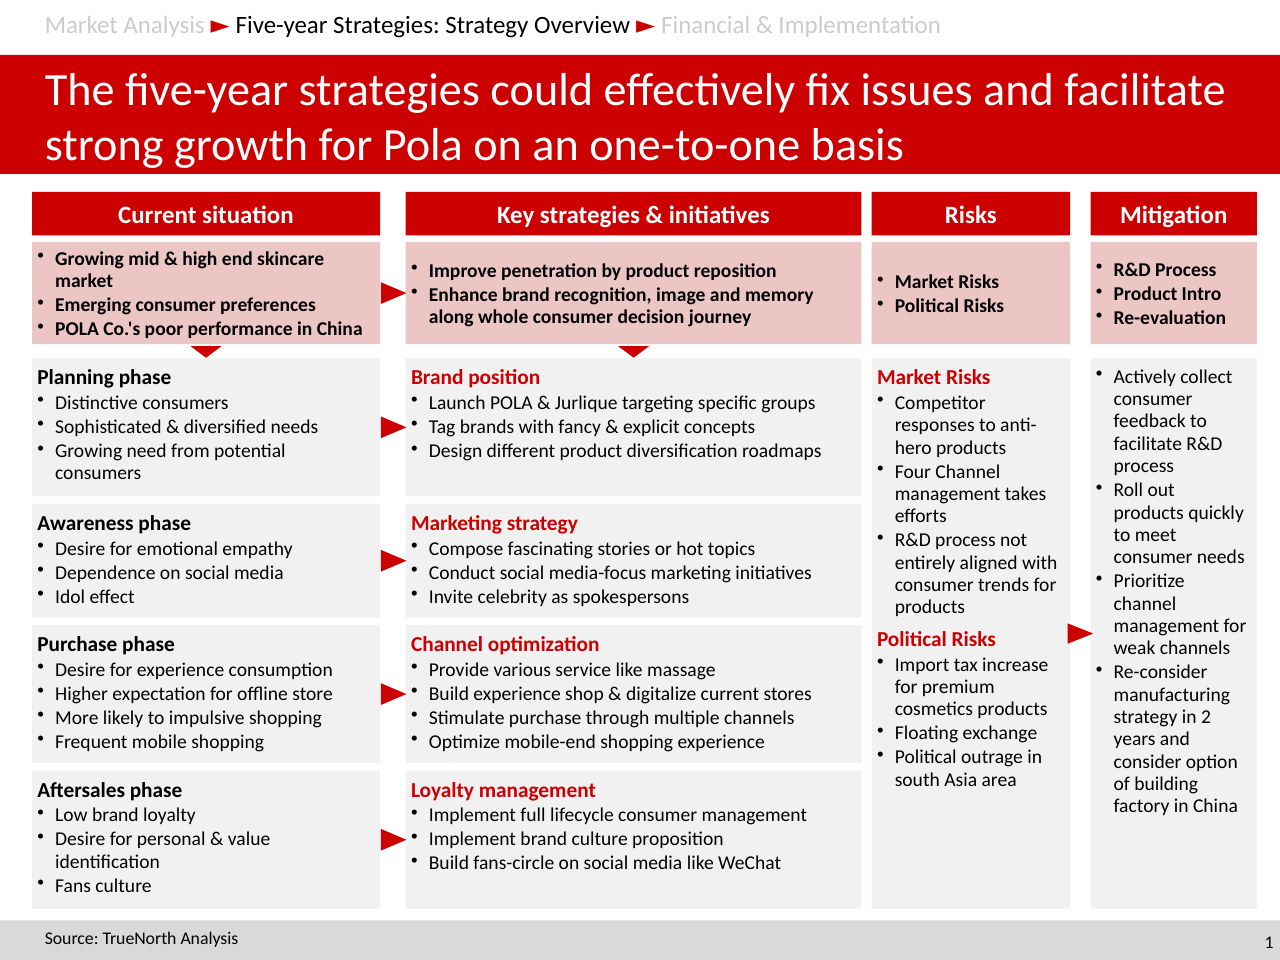 Market Analysis ► Five-year Strategies: Strategy Overview ► Financial & Implementation
The five-year strategies could effectively fix issues and facilitate
strong growth for Pola on an one-to-one basis
Current situation
• Growing mid & high end skincare
market
• Emerging consumer preferences
• POLA Co.'s poor performance in China
Key strategies & initiatives
• Improve penetration by product reposition
• Enhance brand recognition, image and memory
along whole consumer decision journey
Risks
• Market Risks
• Political Risks
Mitigation
• R&D Process
• Product Intro
• Re-evaluation
Planning phase
• Distinctive consumers
• Sophisticated & diversified needs
• Growing need from potential
consumers
Brand position
• Launch POLA & Jurlique targeting specific groups
• Tag brands with fancy & explicit concepts
• Design different product diversification roadmaps
Awareness phase
• Desire for emotional empathy
• Dependence on social media
• Idol effect
Marketing strategy
• Compose fascinating stories or hot topics
• Conduct social media-focus marketing initiatives
• Invite celebrity as spokespersons
Purchase phase
• Desire for experience consumption
• Higher expectation for offline store
• More likely to impulsive shopping
• Frequent mobile shopping
Channel optimization
• Provide various service like massage
• Build experience shop & digitalize current stores
• Stimulate purchase through multiple channels
• Optimize mobile-end shopping experience
Aftersales phase
• Low brand loyalty
• Desire for personal & value
identification
• Fans culture
Loyalty management
• Implement full lifecycle consumer management
• Implement brand culture proposition
• Build fans-circle on social media like WeChat
Market Risks
• Competitor
responses to anti-
hero products
• Four Channel
management takes
efforts
• R&D process not
entirely aligned with
consumer trends for
products
Political Risks
• Import tax increase
for premium
cosmetics products
• Floating exchange
• Political outrage in
south Asia area
• Actively collect
consumer
feedback to
facilitate R&D
process
• Roll out
products quickly
to meet
consumer needs
• Prioritize
channel
management for
weak channels
• Re-consider
manufacturing
strategy in 2
years and
consider option
of building
factory in China
Source: TrueNorth Analysis
1